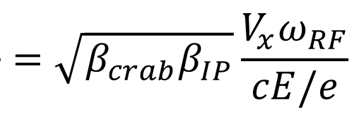 = √β_crab β_IP V_x ω_RF / cE/e